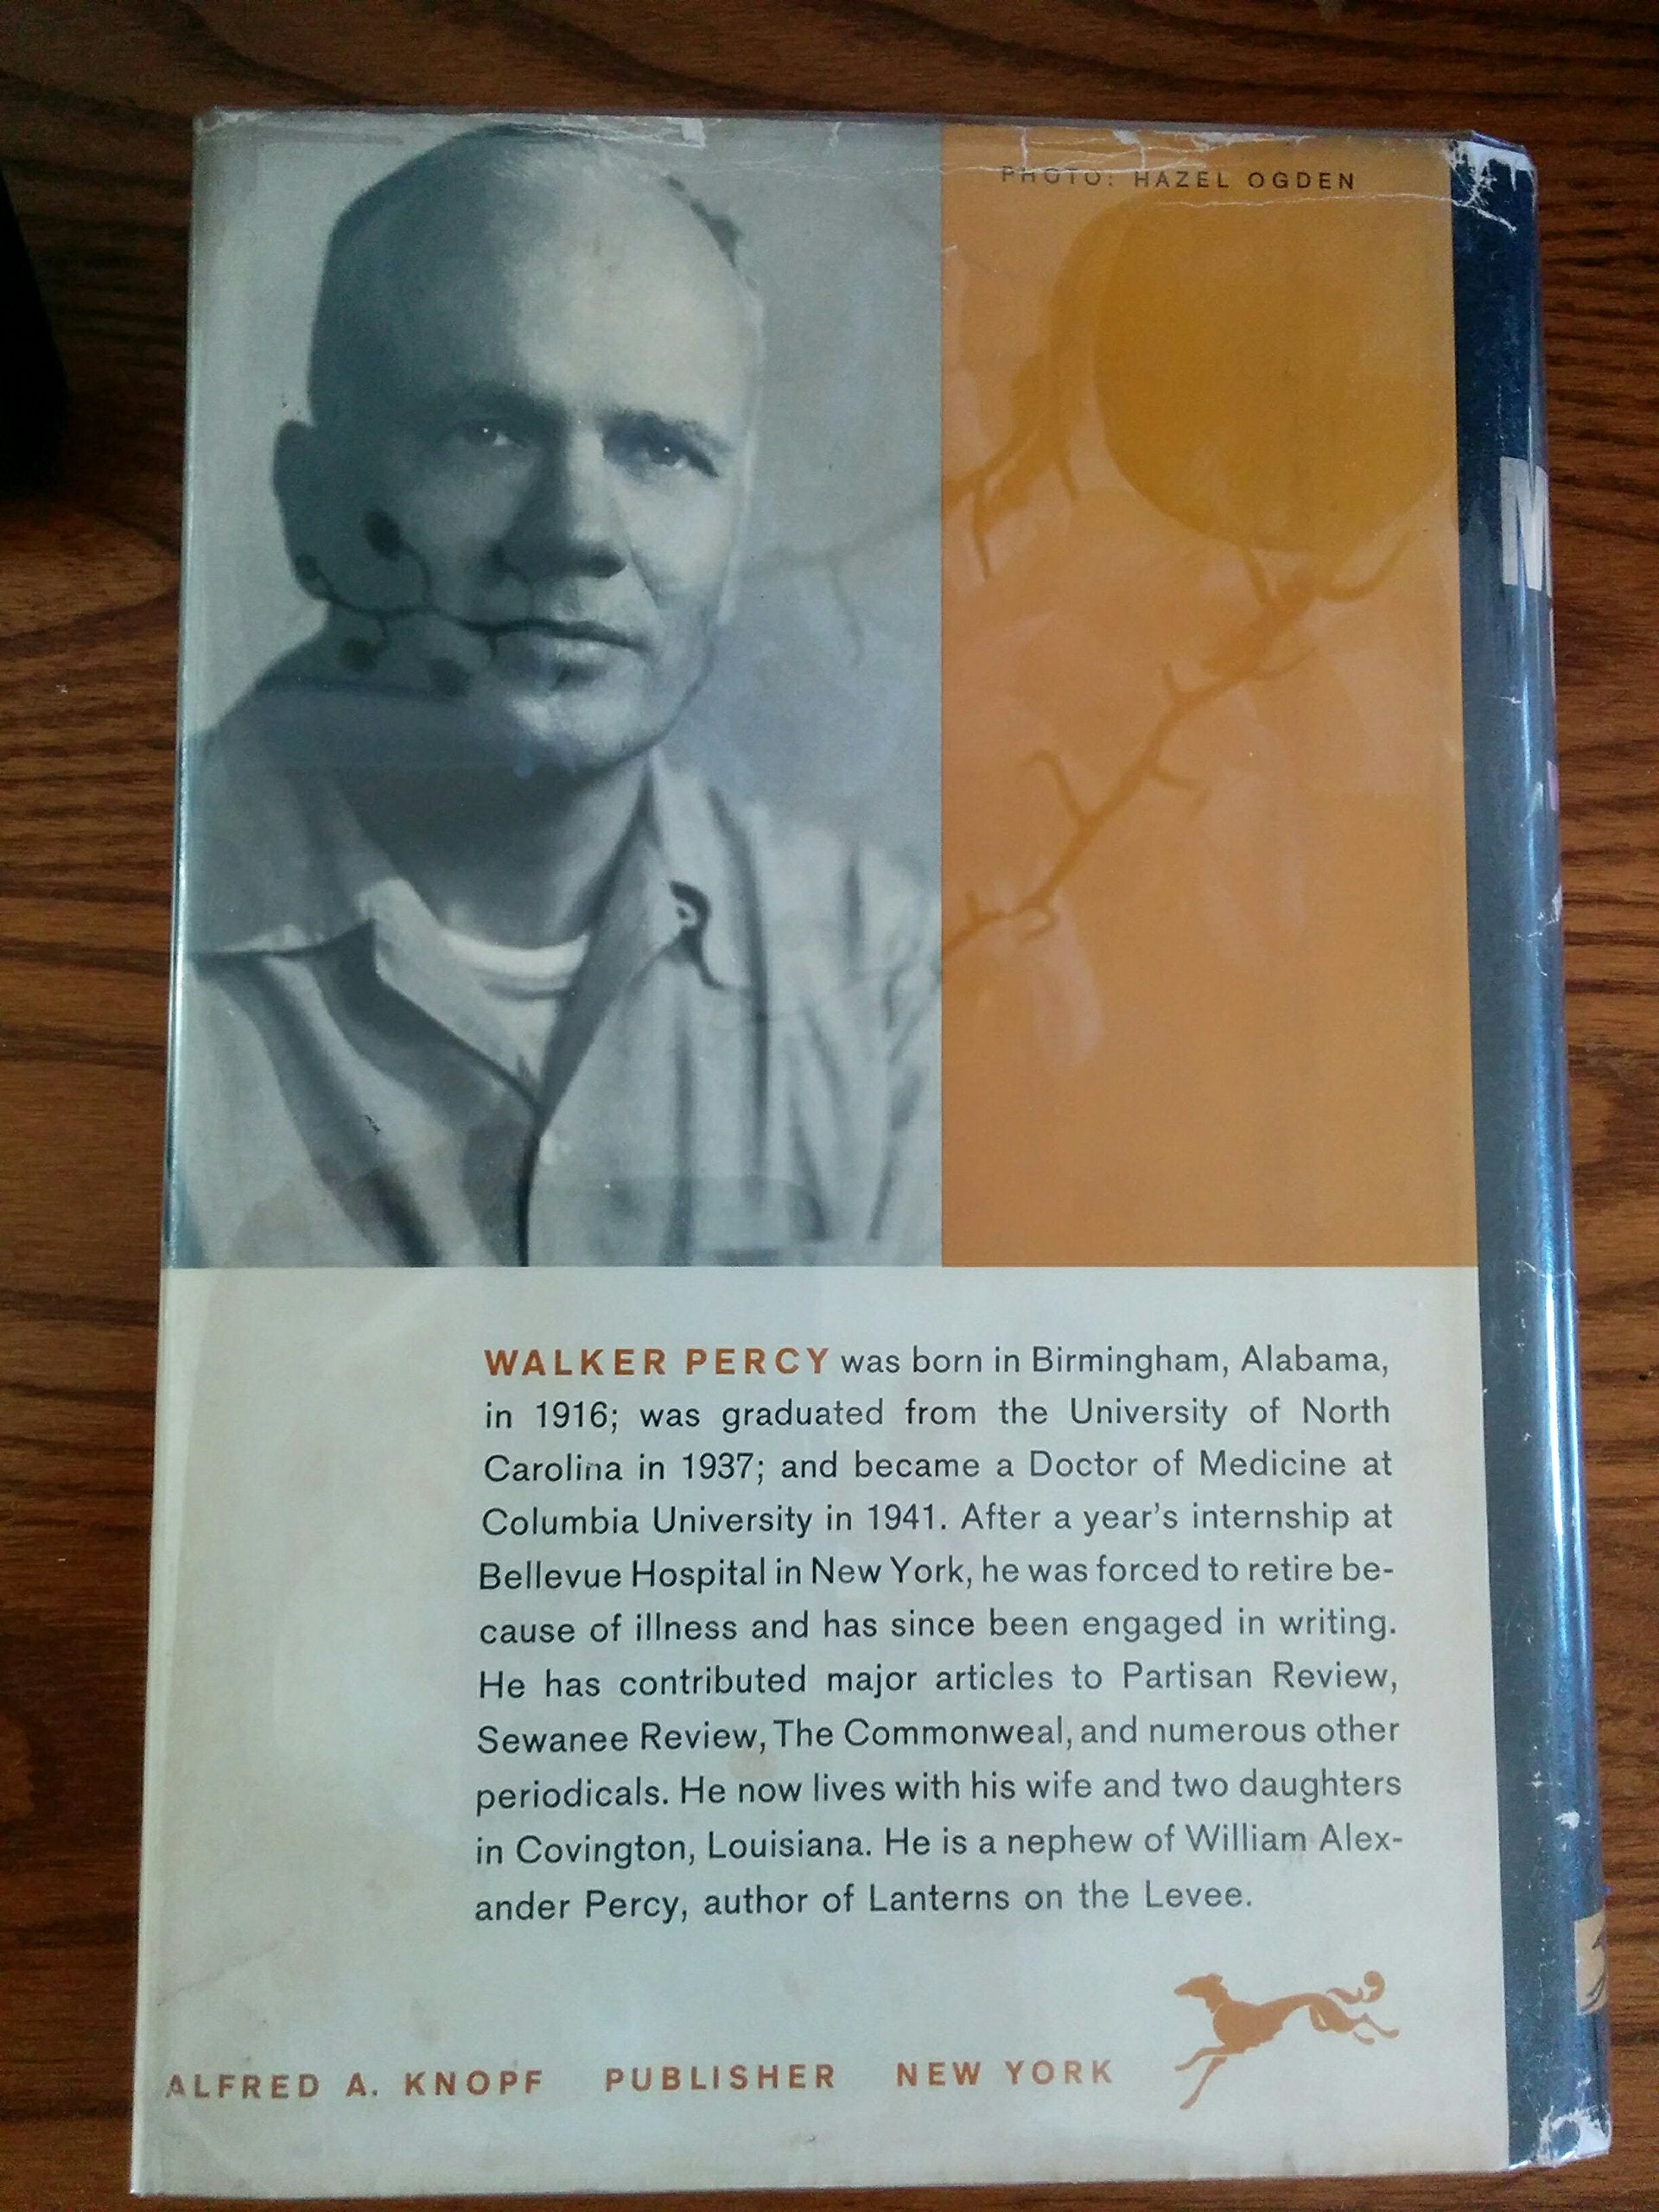 PHOTO: HAZEL OGDEN
M
WALKER PERCY was born in Birmingham, Alabama,
in 1916; was graduated from the University of North
Carolina in 1937; and became a Doctor of Medicine at
Columbia University in 1941. After a year's internship at
Bellevue Hospital in New York, he was forced to retire be-
cause of illness and has since been engaged in writing.
He has contributed major articles to Partisan Review,
Sewanee Review, The Commonweal, and numerous other
periodicals. He now lives with his wife and two daughters
in Covington, Louisiana. He is a nephew of William Alex-
ander Percy, author of Lanterns on the Levee.
ALFRED A. KNOPF PUBLISHER NEW YORK